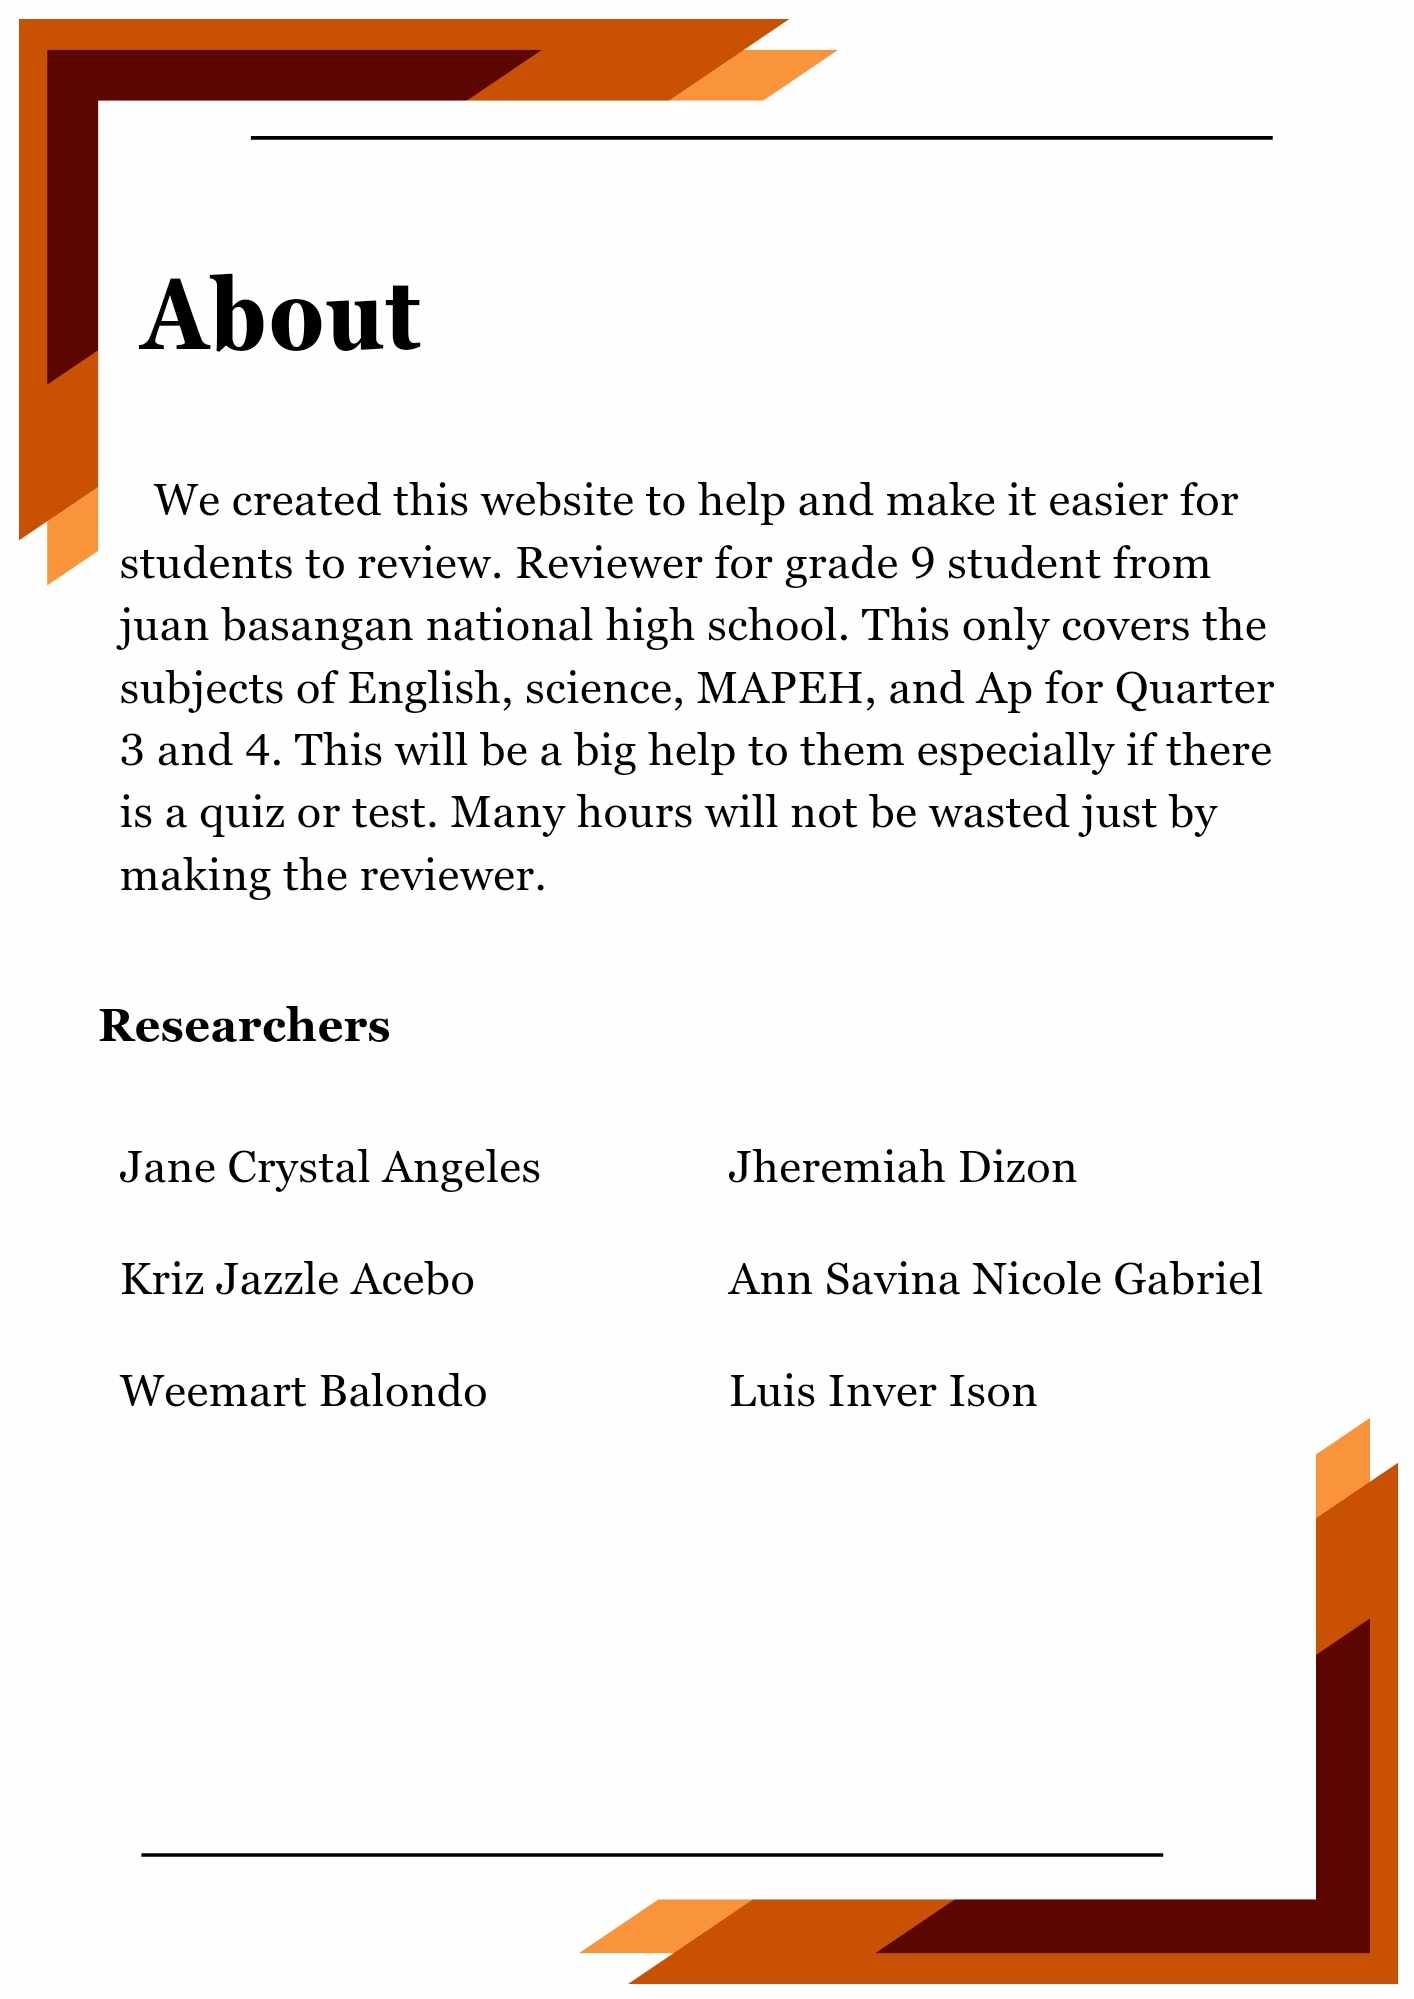 About
We created this website to help and make it easier for
students to review. Reviewer for grade 9 student from
juan basangan national high school. This only covers the
subjects of English, science, MAPEH, and Ap for Quarter
3 and 4. This will be a big help to them especially if there
is a quiz or test. Many hours will not be wasted just by
making the reviewer.
Researchers
Jane Crystal Angeles
Jheremiah Dizon
Kriz Jazzle Acebo
Ann Savina Nicole Gabriel
Weemart Balondo
Luis Inver Ison